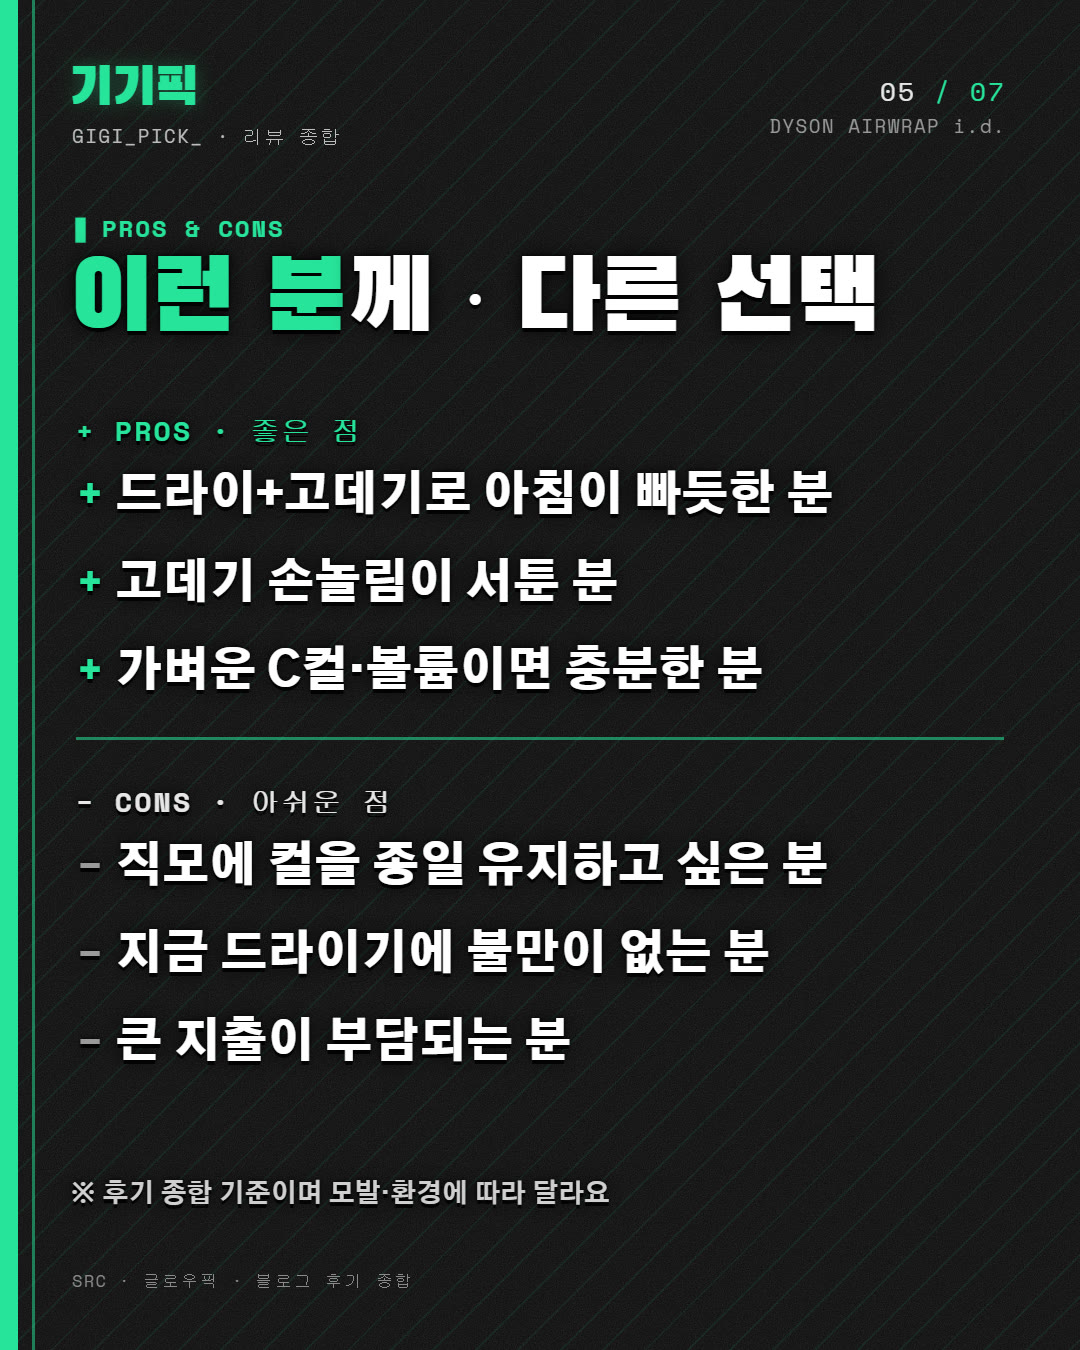 기기픽
GIGI_PICK_ · 리뷰 종합
05 / 07
DYSON AIRWRAP i.d.
PROS & CONS
이런 분께 · 다른 선택
+ PROS · 좋은 점
+ 드라이+고데기로 아침이 빠듯한 분
+ 고데기 손놀림이 서툰 분
+ 가벼운 C컬·볼륨이면 충분한 분
- CONS · 아쉬운 점
- 직모에 컬을 종일 유지하고 싶은 분
- 지금 드라이기에 불만이 없는 분
- 큰 지출이 부담되는 분
※ 후기 종합 기준이며 모발·환경에 따라 달라요
SRC · 글로우픽 · 블로그 후기 종합